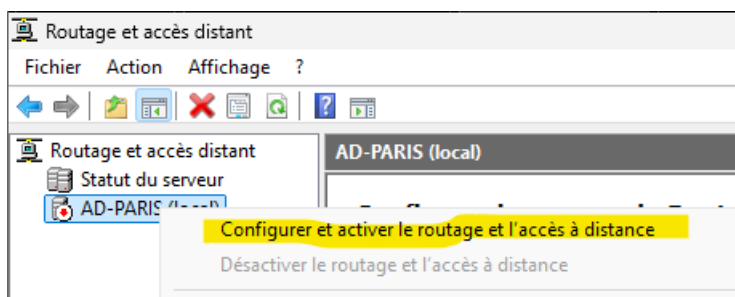 Routage et accès distant
Fichier Action Affichage ?
Routage et accès distant
AD-PARIS (local)
Statut du serveur
AD-PARIS (local)
Configurer et activer le routage et l'accès à distance
Désactiver le routage et l'accès à distance